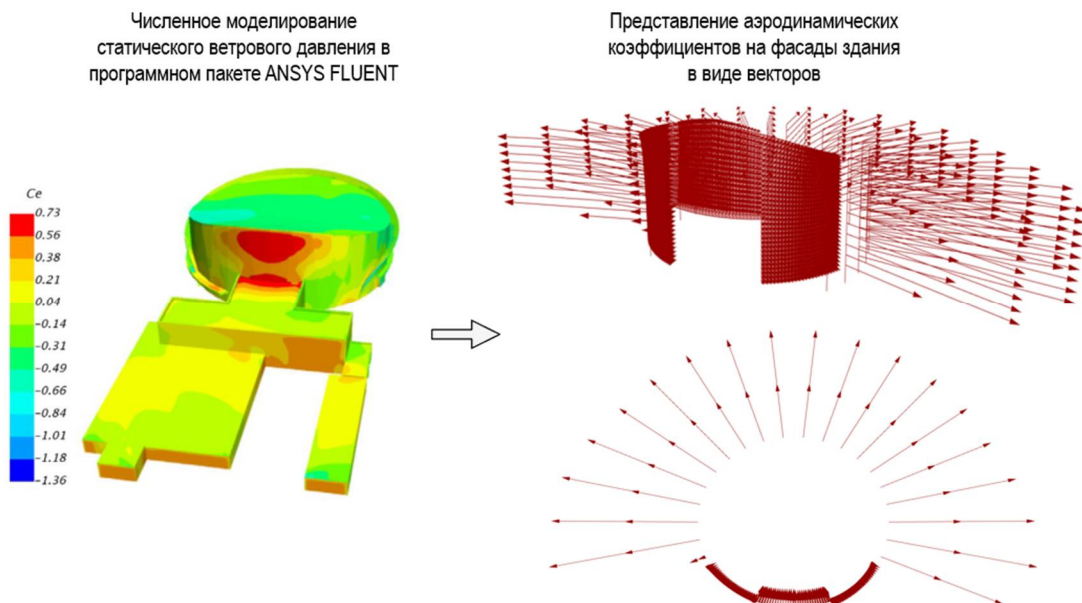 Численное моделирование
статического ветрового давления в
программном пакете ANSYS FLUENT
Представление аэродинамических
коэффициентов на фасады здания
в виде векторов
Ce
0.73
0.56
0.38
0.21
0.04
-0.14
-0.31
-0.49
-0.66
-0.84
-1.01
-1.18
-1.36